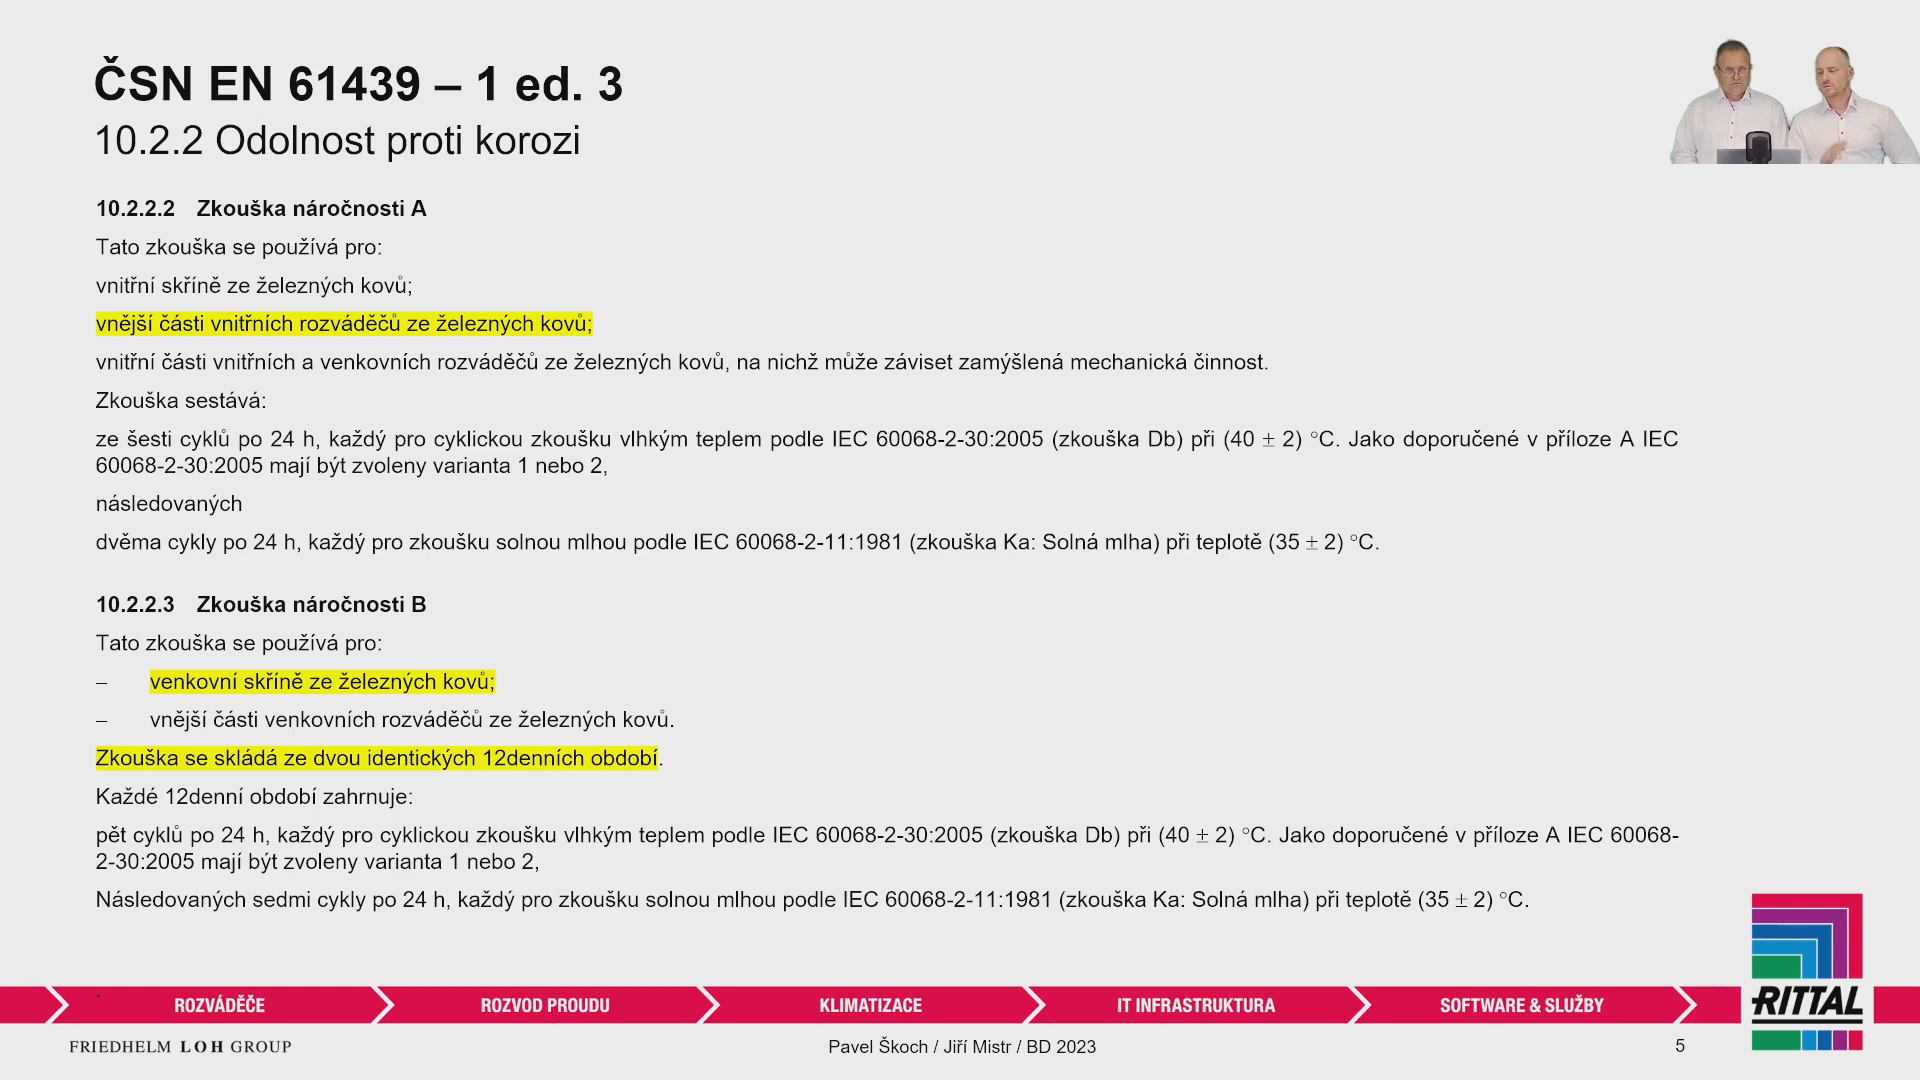 ČSN EN 61439 – 1 ed. 3
10.2.2 Odolnost proti korozi
10.2.2.2 Zkouška náročnosti A
Tato zkouška se používá pro:
vnitřní skříně ze železných kovů;
vnější části vnitřních rozváděčů ze železných kovů;
vnitřní části vnitřních a venkovních rozváděčů ze železných kovů, na nichž může záviset zamýšlená mechanická činnost.
Zkouška sestává:
ze šesti cyklů po 24 h, každý pro cyklickou zkoušku vlhkým teplem podle IEC 60068-2-30:2005 (zkouška Db) při (40 ± 2) °C. Jako doporučené v příloze A IEC
60068-2-30:2005 mají být zvoleny varianta 1 nebo 2,
následovaných
dvěma cykly po 24 h, každý pro zkoušku solnou mlhou podle IEC 60068-2-11:1981 (zkouška Ka: Solná mlha) při teplotě (35 ± 2) °C.
10.2.2.3 Zkouška náročnosti B
Tato zkouška se používá pro:
– venkovní skříně ze železných kovů;
– vnější části venkovních rozváděčů ze železných kovů.
Zkouška se skládá ze dvou identických 12denních období.
Každé 12denní období zahrnuje:
pět cyklů po 24 h, každý pro cyklickou zkoušku vlhkým teplem podle IEC 60068-2-30:2005 (zkouška Db) při (40 ± 2) °C. Jako doporučené v příloze A IEC 60068-
2-30:2005 mají být zvoleny varianta 1 nebo 2,
Následovaných sedmi cykly po 24 h, každý pro zkoušku solnou mlhou podle IEC 60068-2-11:1981 (zkouška Ka: Solná mlha) při teplotě (35 ± 2) °C.
ROZVÁDĚČE ROZVOD PROUDU KLIMATIZACE IT INFRASTRUKTURA SOFTWARE & SLUŽBY
RITTAL
FRIEDHELM LOH GROUP
Pavel Škoch / Jiří Mistr / BD 2023
5